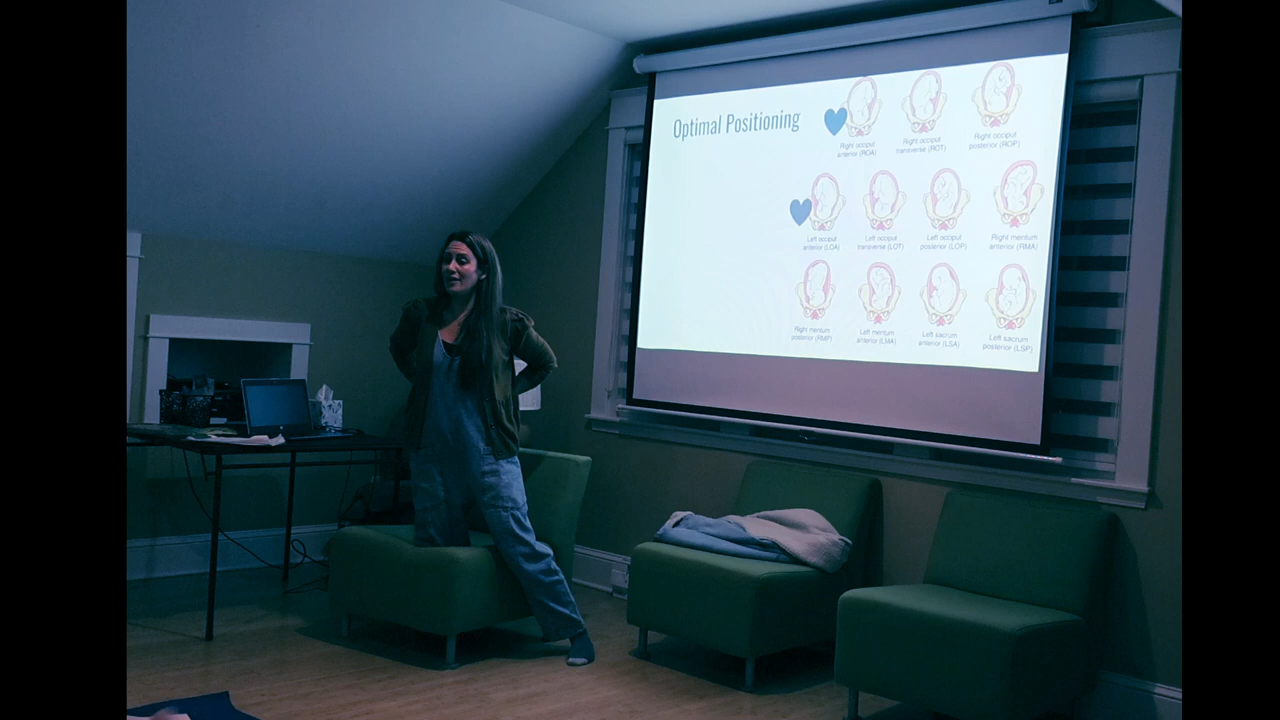 Optimal Positioning
Right occiput
anterior (ROA)
Right occiput
transverse (ROT)
Right occiput
posterior (ROP)
Left occiput
anterior (LOA)
Left occiput
transverse (LOT)
Left occiput
posterior (LOP)
Right mentum
anterior (RMA)
Right mentum
posterior (RMP)
Left mentum
anterior (LMA)
Left sacrum
anterior (LSA)
Left sacrum
posterior (LSP)